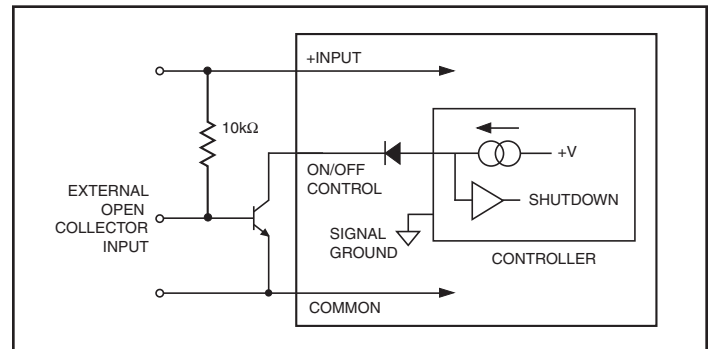 +INPUT
10kΩ
ON/OFF
CONTROL
+V
SHUTDOWN
EXTERNAL
OPEN
COLLECTOR
INPUT
SIGNAL
GROUND
CONTROLLER
COMMON